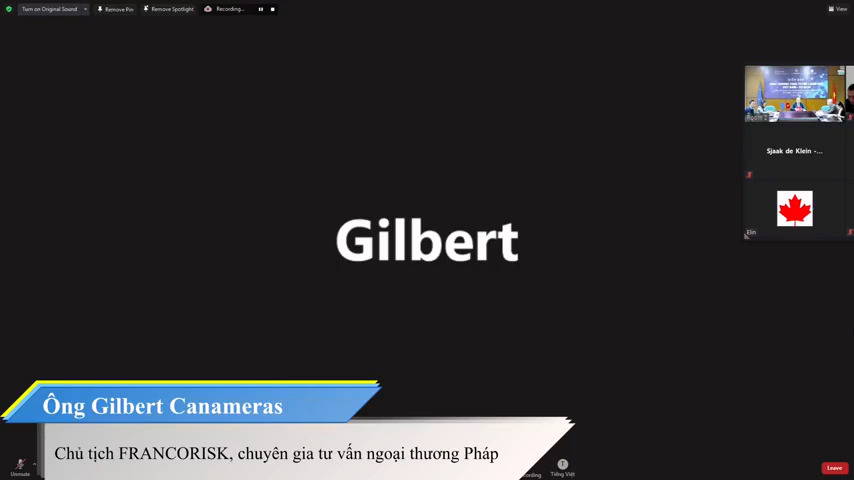 Turn on Original Sound
Remove Pin
Remove Spotlight
Recording...
View
Sjaak de Klein -...
Elin
Gilbert
Ông Gilbert Canameras
Chủ tịch FRANCORISK, chuyên gia tư vấn ngoại thương Pháp
Unmute
Tiếng Việt
Leave